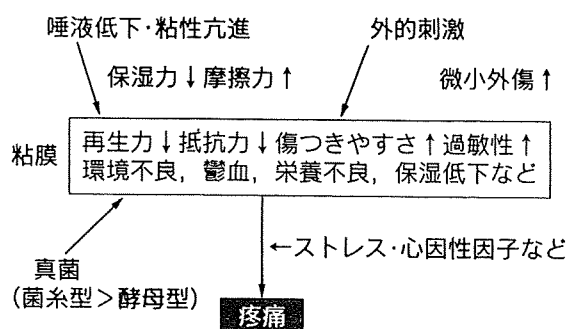 唾液低下・粘性亢進
外的刺激
保湿力↓摩擦力↑
微小外傷↑
粘膜
再生力↓抵抗力↓傷つきやすさ↑過敏性↑
環境不良，鬱血，栄養不良，保湿低下など
←ストレス・心因性因子など
真菌
(菌糸型＞酵母型)
疼痛